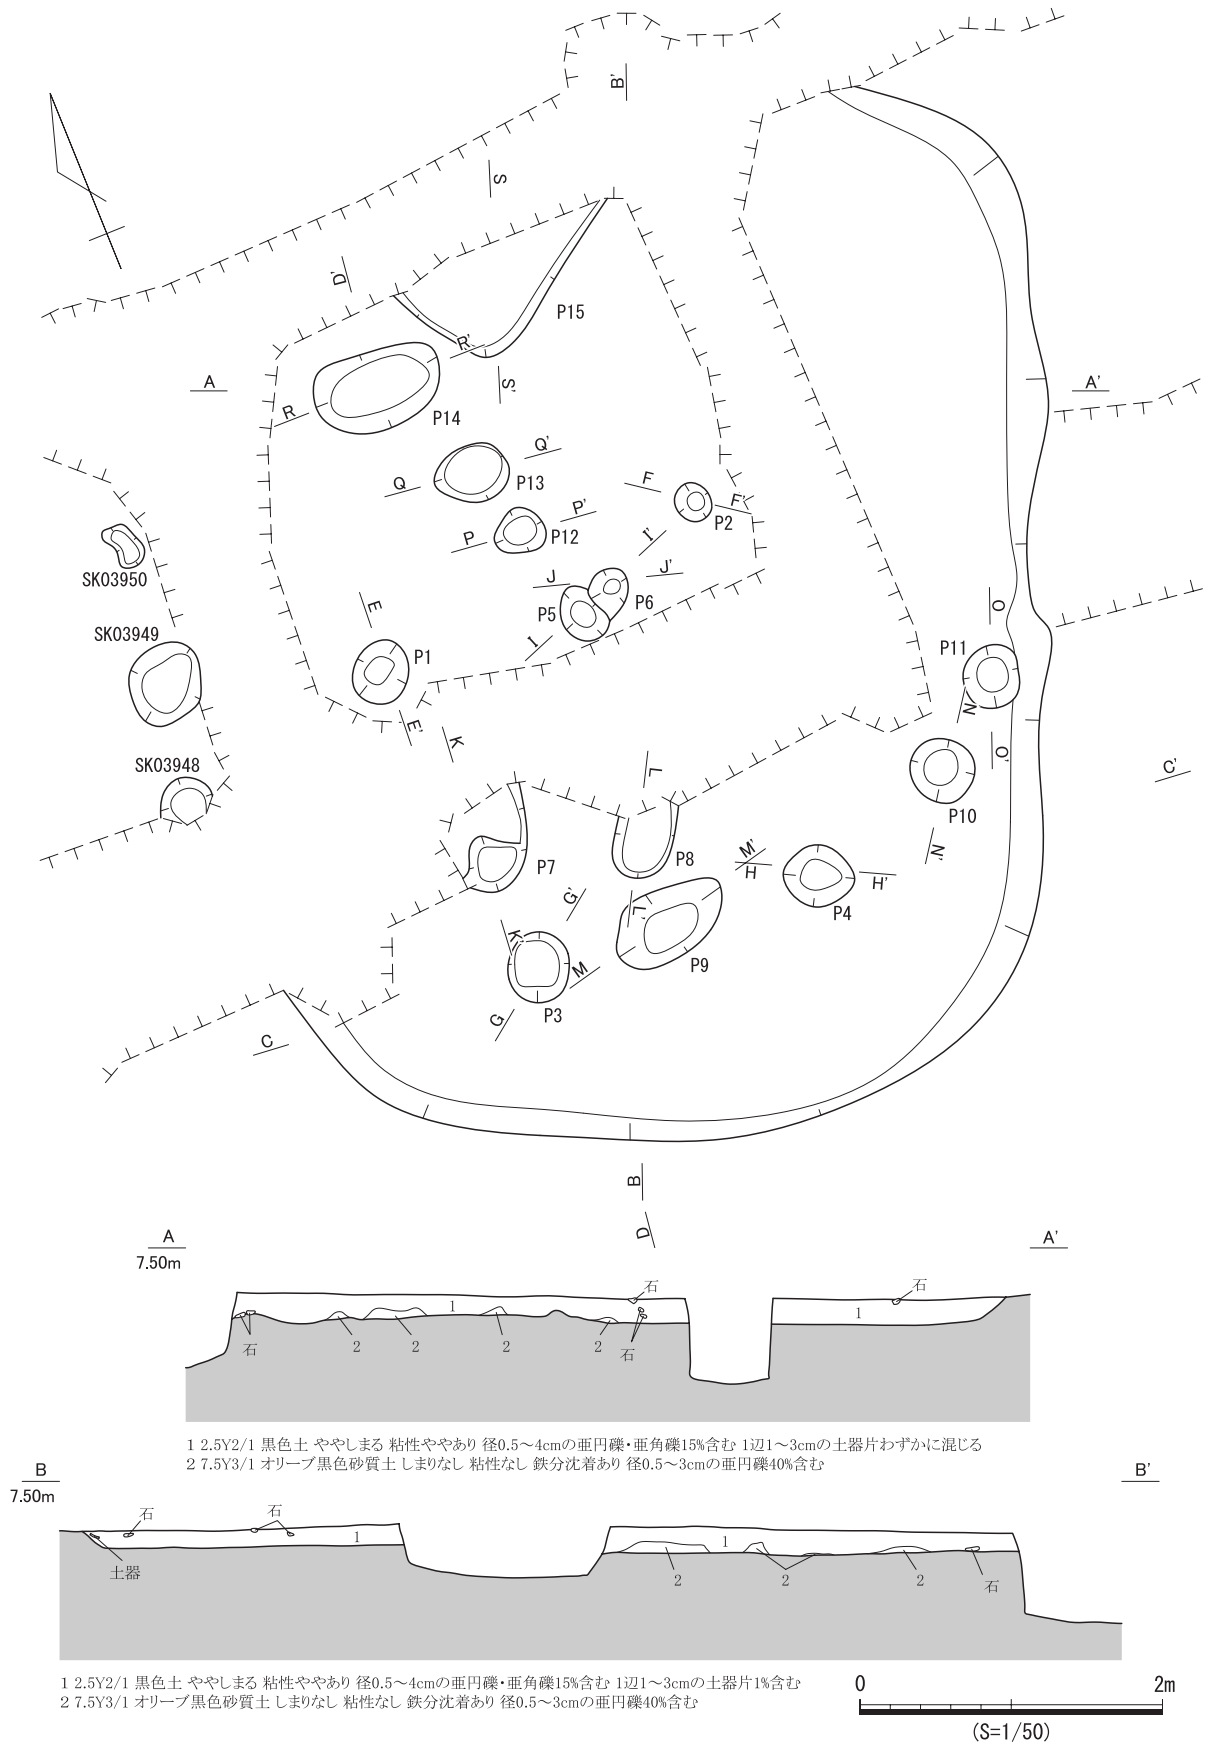 B'
S
D'
P15
R'
A
A'
S'
R
P14
Q'
F
Q
P13
P'
F'
P2
P
P12
I'
SK03950
J
J'
E
P5
P6
O
SK03949
I
P1
P11
N
E'
K
SK03948
L
O'
C'
P10
M'
P7
P8
H
N'
H'
G'
L'
P4
K'
P9
M
G
P3
C
B
D
A
A'
7.50m
石
石
1
1
石
2
2
2
2
石
1 2.5Y2/1 黒色土 ややしまる 粘性ややあり 径0.5～4cmの亜円礫・亜角礫15%含む 1辺1～3cmの土器片わずかに混じる
2 7.5Y3/1 オリーブ黒色砂質土 しまりなし 粘性なし 鉄分沈着あり 径0.5～3cmの亜円礫40%含む
B
B'
7.50m
石
石
1
1
土器
2
2
2
石
1 2.5Y2/1 黒色土 ややしまる 粘性ややあり 径0.5～4cmの亜円礫・亜角礫15%含む 1辺1～3cmの土器片1%含む
2 7.5Y3/1 オリーブ黒色砂質土 しまりなし 粘性なし 鉄分沈着あり 径0.5～3cmの亜円礫40%含む
0
2m
(S=1/50)